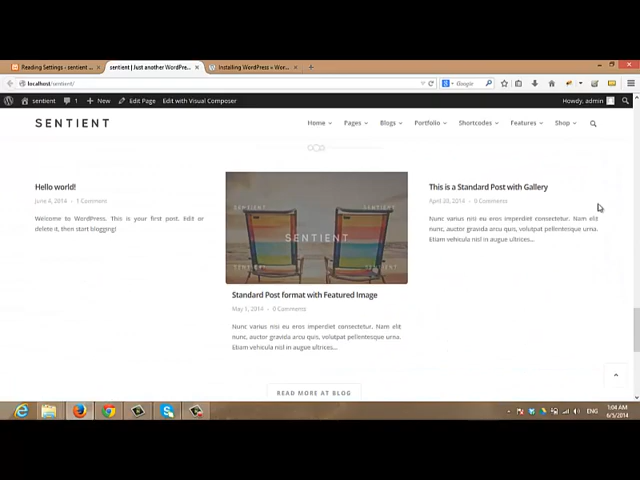 Reading Settings ‹ sentient ...
sentient | Just another WordPre...
Installing WordPress « Wor...
localhost/sentient/
Google
sentient
1
New
Edit Page
Edit with Visual Composer
Howdy, admin
SENTIENT
Home
Pages
Blogs
Portfolio
Shortcodes
Features
Shop
Hello world!
June 4, 2014 • 1 Comment
Welcome to WordPress. This is your first post. Edit or
delete it, then start blogging!
SENTIENT
Standard Post format with Featured Image
May 1, 2014 • 0 Comments
Nunc varius nisi eu eros imperdiet consectetur. Nam elit
nunc, auctor gravida arcu quis, volutpat pellentesque urna.
Etiam vehicula nisl in augue ultrices...
This is a Standard Post with Gallery
April 30, 2014 • 0 Comments
Nunc varius nisi eu eros imperdiet consectetur. Nam elit
nunc, auctor gravida arcu quis, volutpat pellentesque urna.
Etiam vehicula nisl in augue ultrices...
READ MORE AT BLOG
ENG
1:04 AM
6/5/2014